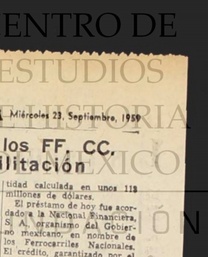 ENTRO DE
ESTUDIOS
Miércoles 23, Septiembre, 1959
HISTORIA
los FF. CC.
ilitación
MÉXICO
tidad calculada en unos 118
millones de dólares.
El préstamo de hoy fue acor-
dado a la Nacional Financiera,
S. A., organismo del Gobier-
no mexicano, en nombre de
los Ferrocarriles Nacionales.
El crédito, garantizado por el